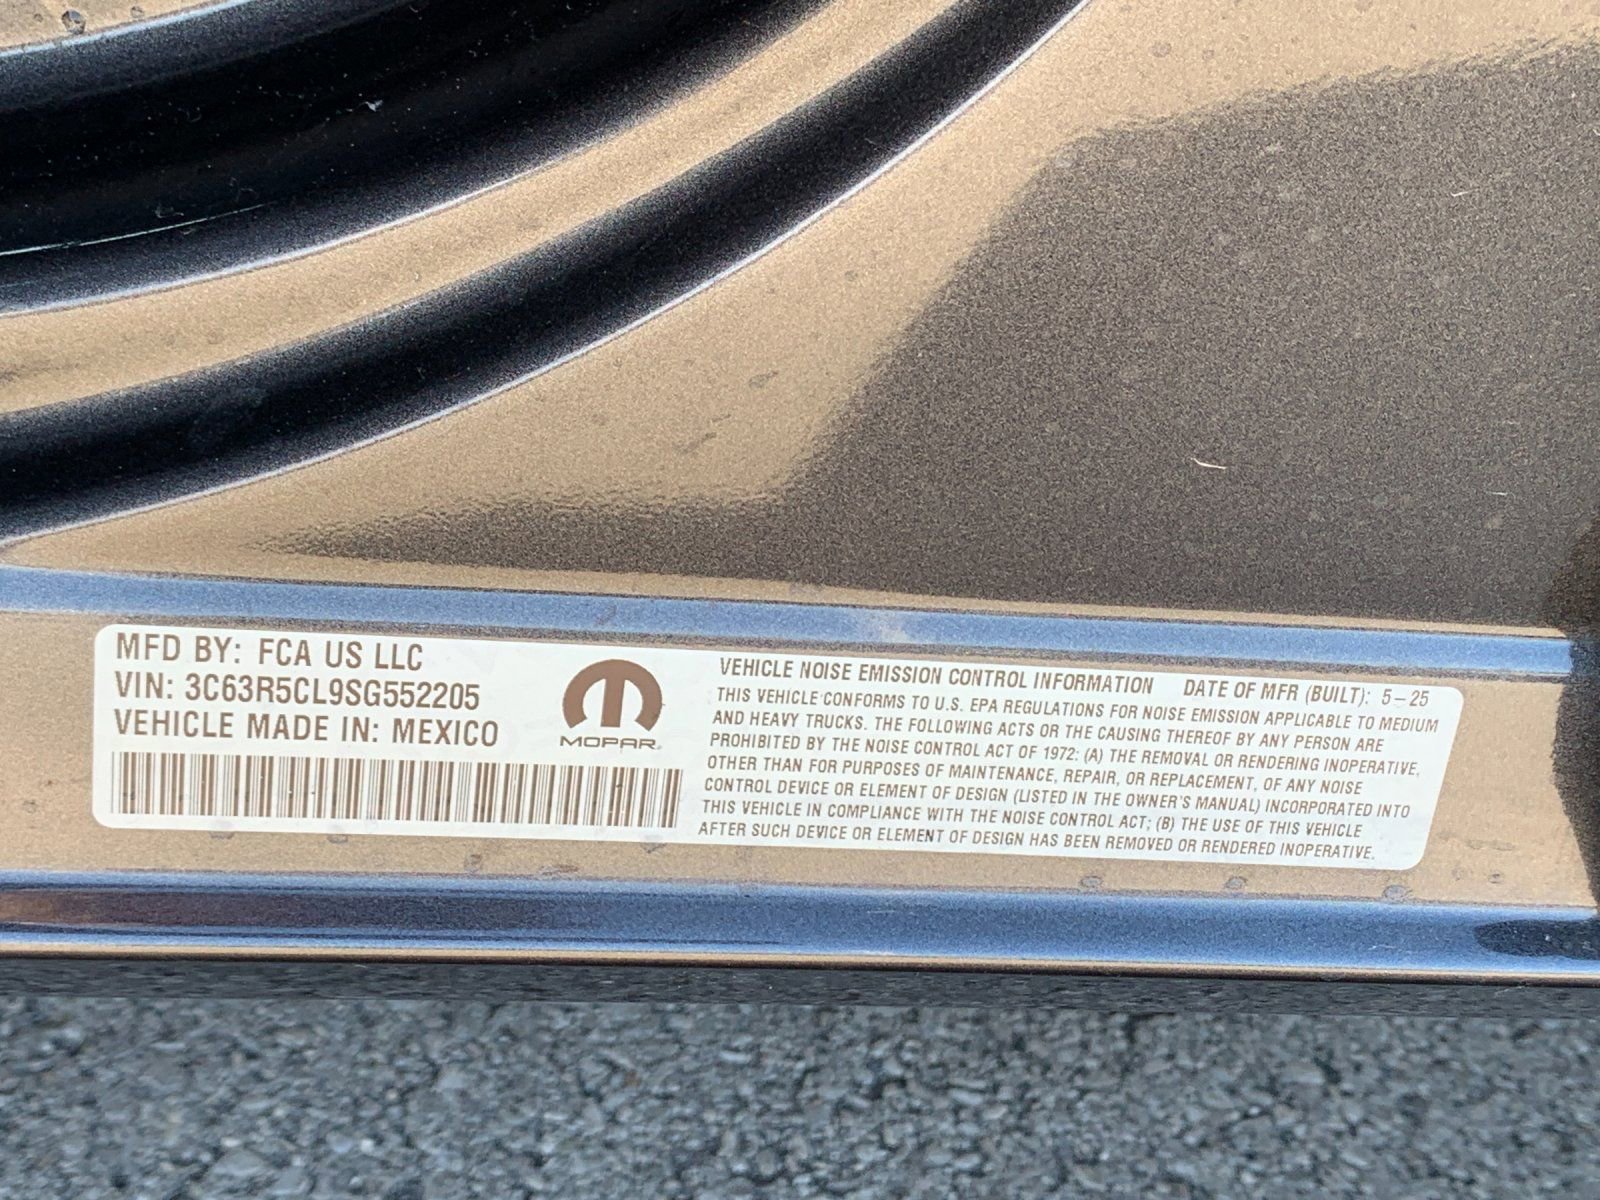 MFD BY: FCA US LLC
VIN: 3C63R5CL9SG552205
VEHICLE MADE IN: MEXICO
MOPAR®
VEHICLE NOISE EMISSION CONTROL INFORMATION DATE OF MFR (BUILT): 5-25
THIS VEHICLE CONFORMS TO U.S. EPA REGULATIONS FOR NOISE EMISSION APPLICABLE TO MEDIUM
AND HEAVY TRUCKS. THE FOLLOWING ACTS OR THE CAUSING THEREOF BY ANY PERSON ARE
PROHIBITED BY THE NOISE CONTROL ACT OF 1972: (A) THE REMOVAL OR RENDERING INOPERATIVE,
OTHER THAN FOR PURPOSES OF MAINTENANCE, REPAIR, OR REPLACEMENT, OF ANY NOISE
CONTROL DEVICE OR ELEMENT OF DESIGN (LISTED IN THE OWNER'S MANUAL) INCORPORATED INTO
THIS VEHICLE IN COMPLIANCE WITH THE NOISE CONTROL ACT; (B) THE USE OF THIS VEHICLE
AFTER SUCH DEVICE OR ELEMENT OF DESIGN HAS BEEN REMOVED OR RENDERED INOPERATIVE.